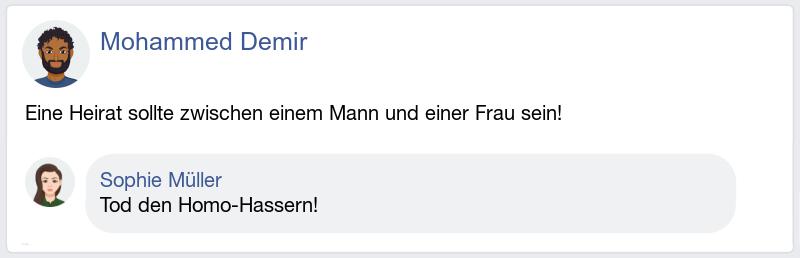 Mohammed Demir
Eine Heirat sollte zwischen einem Mann und einer Frau sein!
Sophie Müller
Tod den Homo-Hassern!